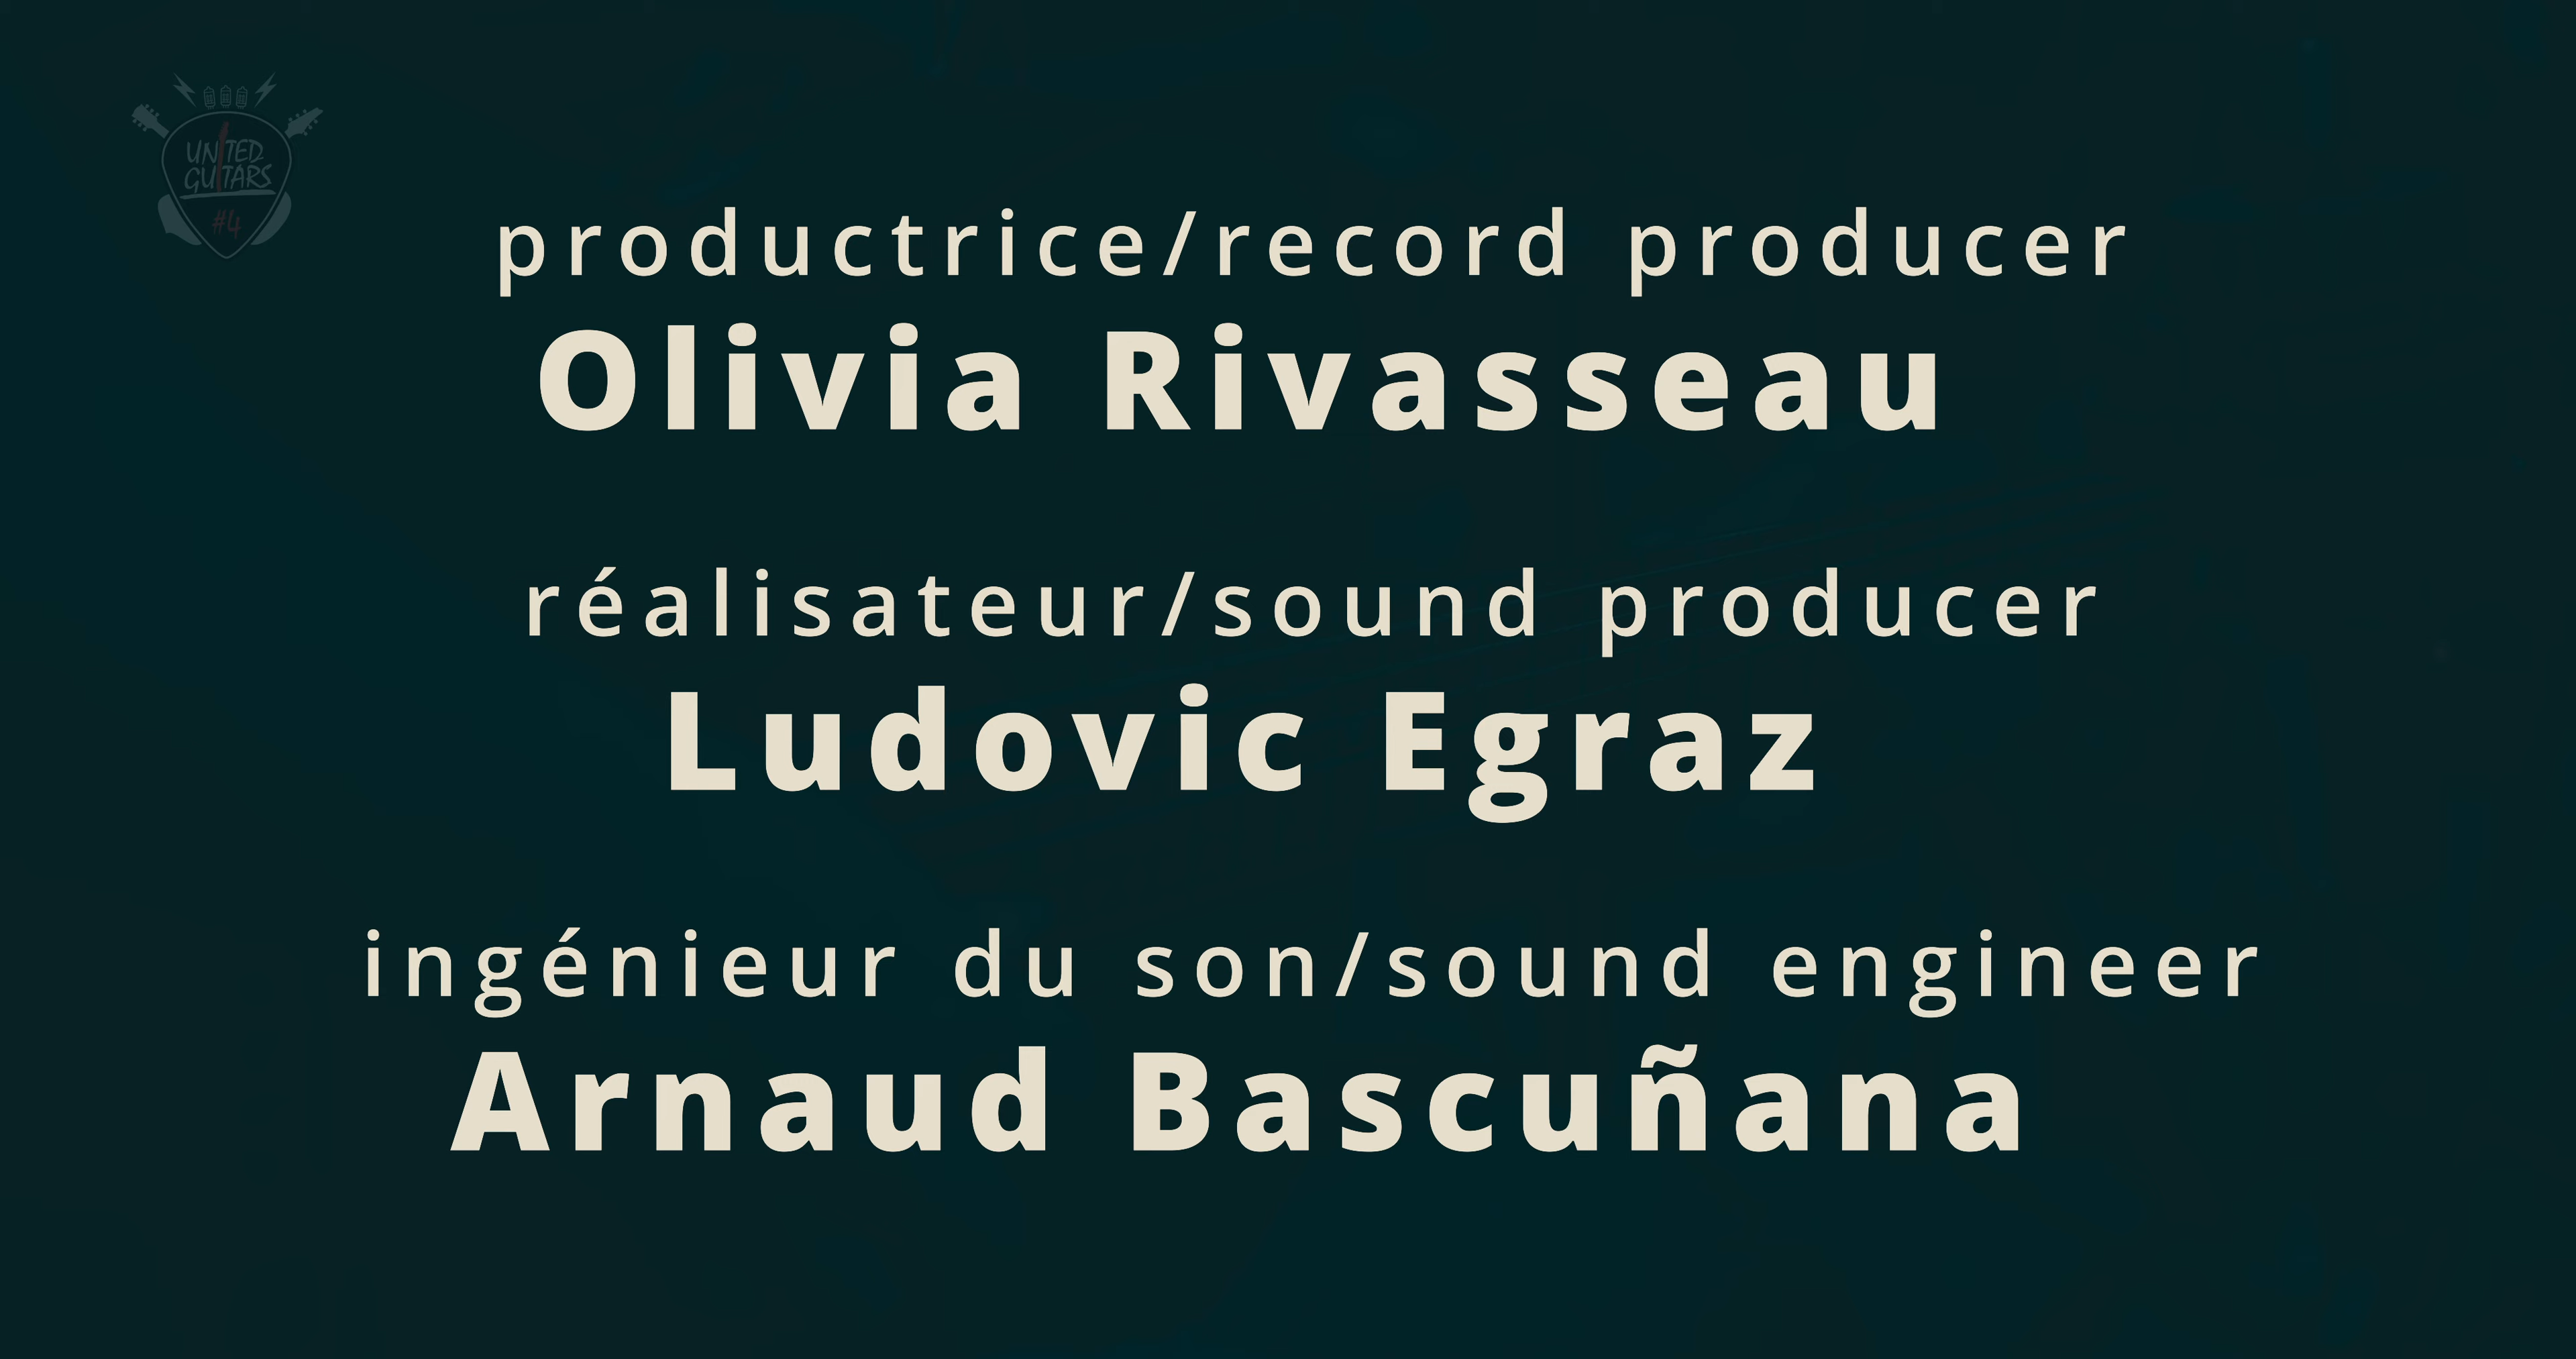 UNITED
GUITARS
#4
productrice/record producer
Olivia Rivasseau
réalisateur/sound producer
Ludovic Egraz
ingénieur du son/sound engineer
Arnaud Bascuñana